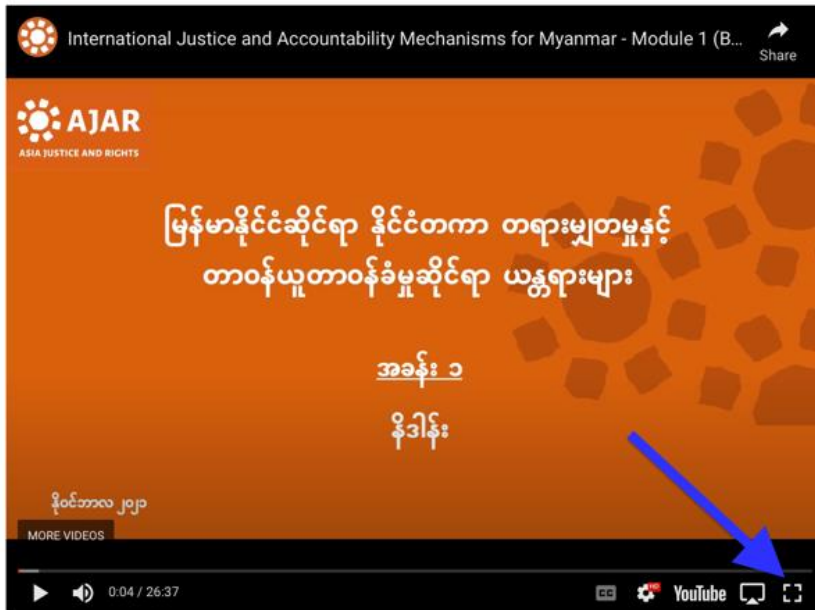 International Justice and Accountability Mechanisms for Myanmar - Module 1 (B...
Share
AJAR
ASIA JUSTICE AND RIGHTS
မြန်မာနိုင်ငံဆိုင်ရာ နိုင်ငံတကာ တရားမျှတမှုနှင့်
တာဝန်ယူတာဝန်ခံမှုဆိုင်ရာ ယန္တရားများ
အခန်း ၁
နိဒါန်း
နိုဝင်ဘာလ ၂၀၂၁
MORE VIDEOS
0:04 / 26:37
CC
HD
YouTube